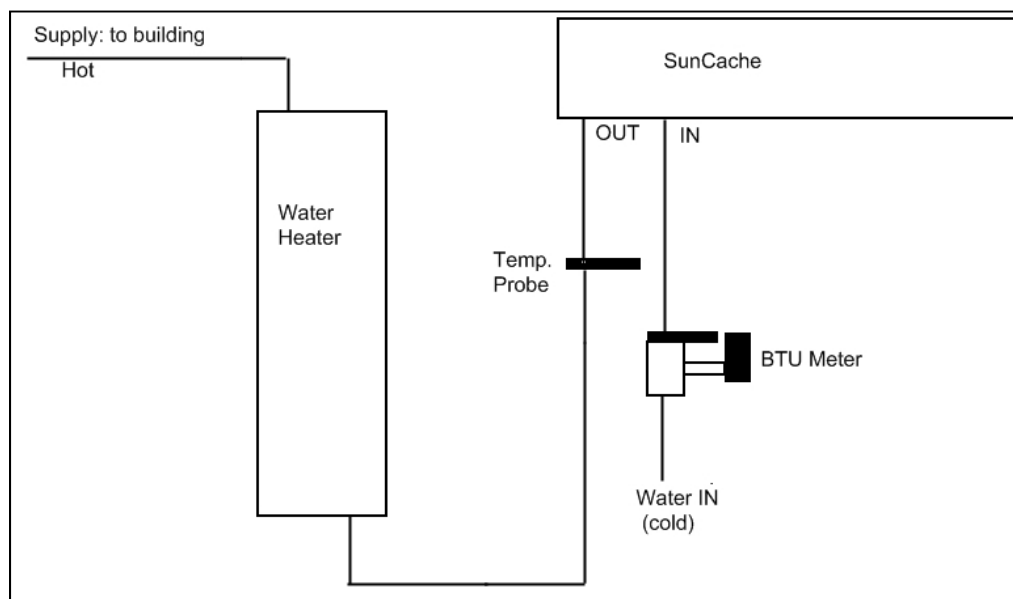 Supply: to building
Hot
SunCache
OUT
IN
Water
Heater
Temp.
Probe
BTU Meter
Water IN
(cold)